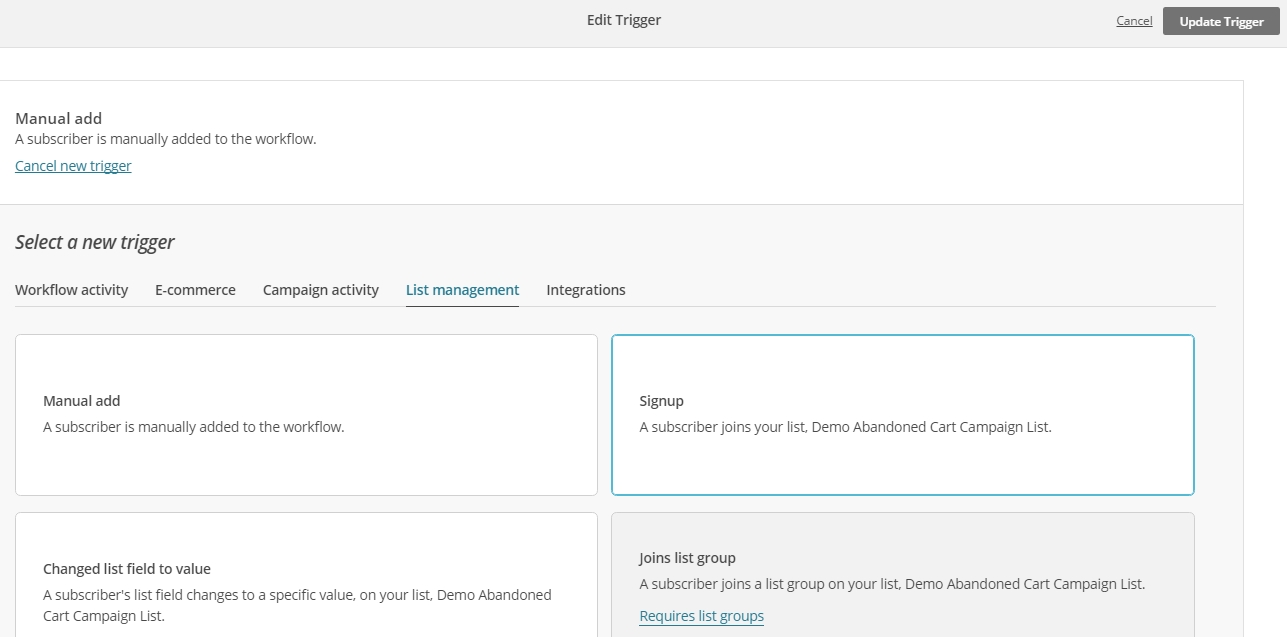 Edit Trigger
Cancel
Update Trigger
Manual add
A subscriber is manually added to the workflow.
Cancel new trigger
Select a new trigger
Workflow activity
E-commerce
Campaign activity
List management
Integrations
Manual add
A subscriber is manually added to the workflow.
Signup
A subscriber joins your list, Demo Abandoned Cart Campaign List.
Changed list field to value
A subscriber's list field changes to a specific value, on your list, Demo Abandoned
Cart Campaign List.
Joins list group
A subscriber joins a list group on your list, Demo Abandoned Cart Campaign List.
Requires list groups